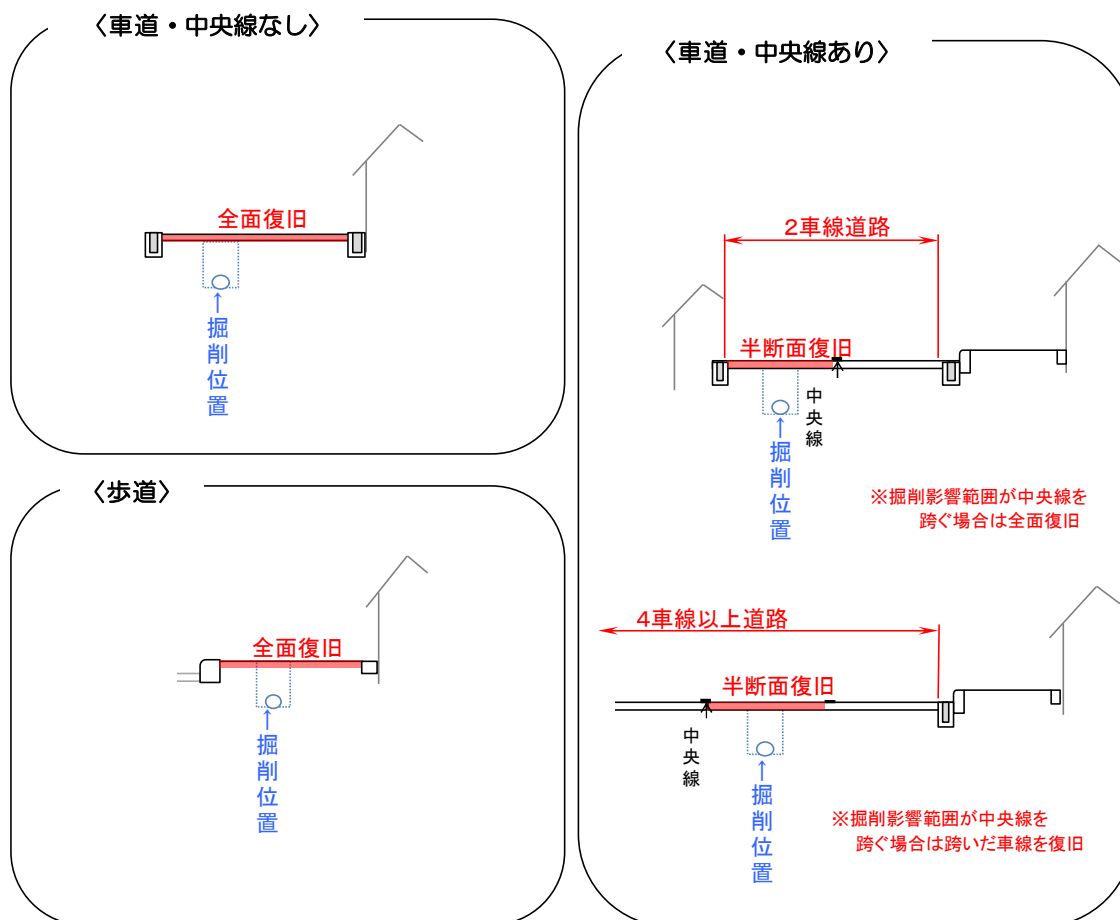 〈車道・中央線なし〉
全面復旧
↑掘削位置
〈歩道〉
全面復旧
↑掘削位置
〈車道・中央線あり〉
2車線道路
半断面復旧
中央線
↑掘削位置
※掘削影響範囲が中央線を
跨ぐ場合は全面復旧
4車線以上道路
半断面復旧
中央線
↑掘削位置
※掘削影響範囲が中央線を
跨ぐ場合は跨いだ車線を復旧